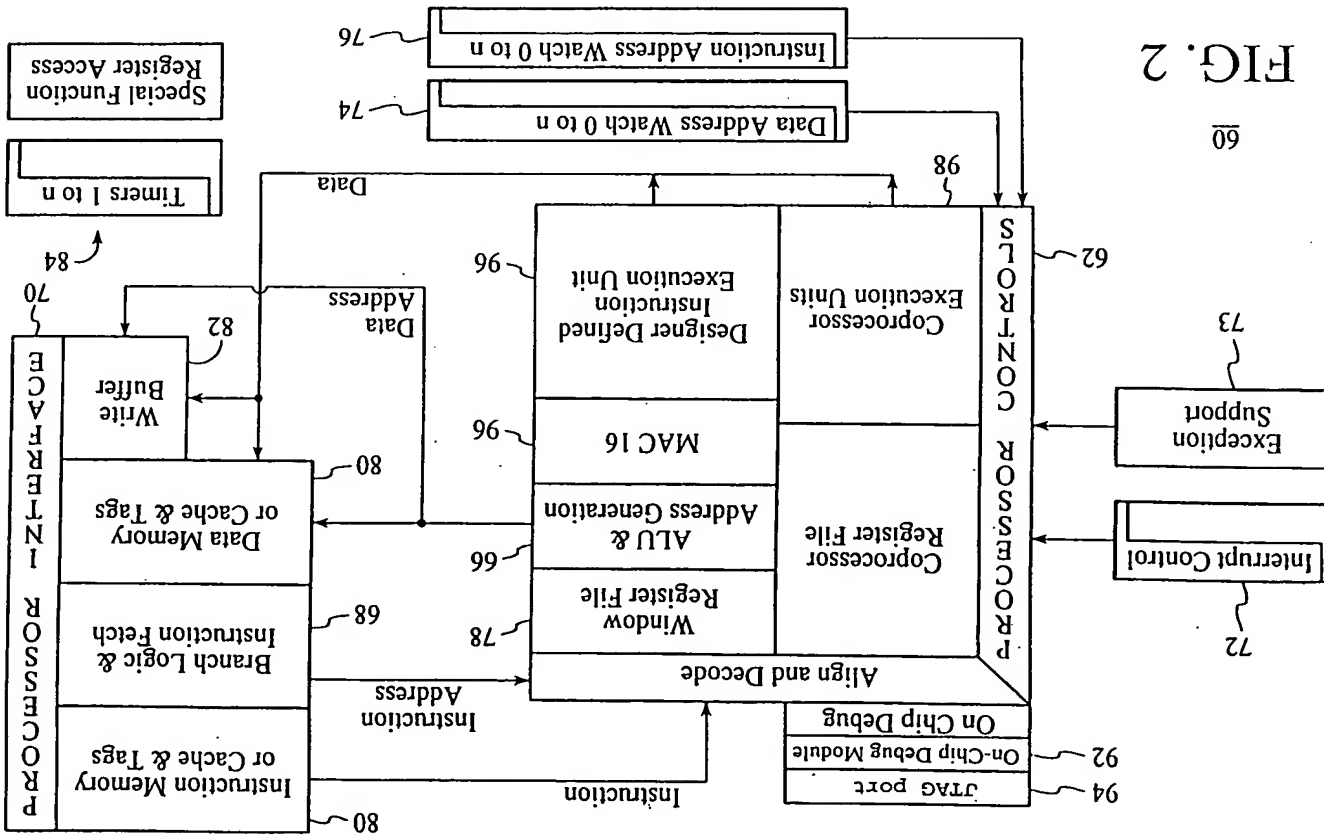 94
JTAG port
92
On-Chip Debug Module
On Chip Debug
80
Instruction Memory
or Cache & Tags
Instruction
Instruction
Address
Branch Logic &
Instruction Fetch
68
Data Memory
or Cache & Tags
80
Write
Buffer
82
PROCESSOR INTERFACE
70
Align and Decode
PROCESSOR CONTROLS
62
Coprocessor
Register File
Coprocessor
Execution Units
98
Window
Register File
78
ALU &
Address Generation
66
MAC 16
96
Designer Defined
Instruction
Execution Unit
96
Data
Address
Data
72
Interrupt Control
Exception
Support
73
Data Address Watch 0 to n
74
Instruction Address Watch 0 to n
76
84
Timers 1 to n
Special Function
Register Access
60
FIG. 2